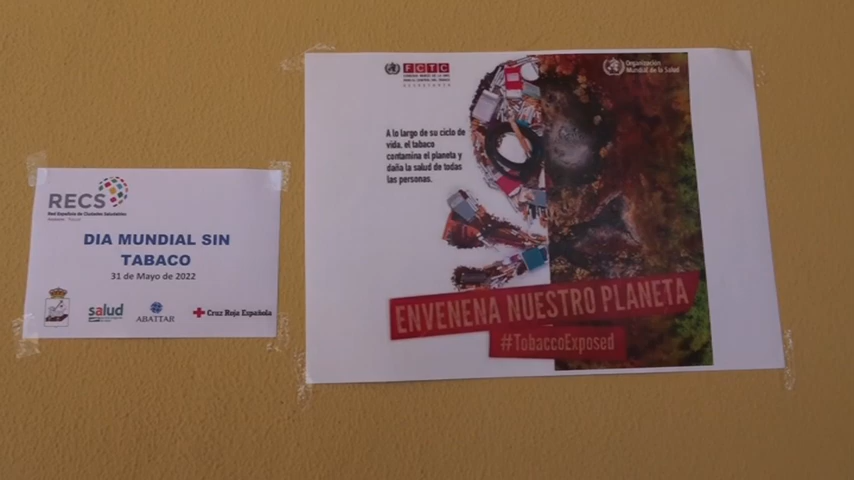 RECS
Red Española de Ciudades Saludables
DIA MUNDIAL SIN
TABACO
31 de Mayo de 2022
salud
ABATTAR
Cruz Roja Española
FCTC
Organización
Mundial de la Salud
A lo largo de su ciclo de
vida, el tabaco
contamina el planeta y
daña la salud de todas
las personas.
ENVENENA NUESTRO PLANETA
#TobaccoExposed